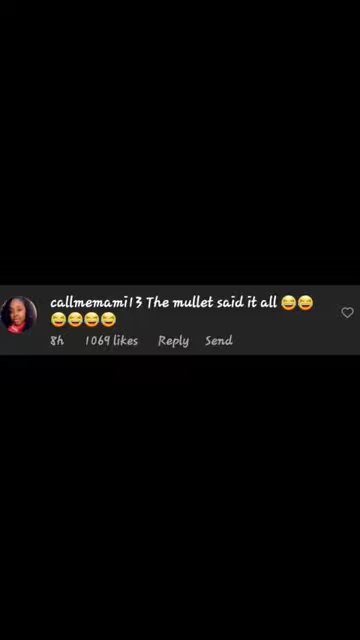 callmemami13 The mullet said it all 😂😂
😂😂😂😂
8h 1069 likes Reply Send